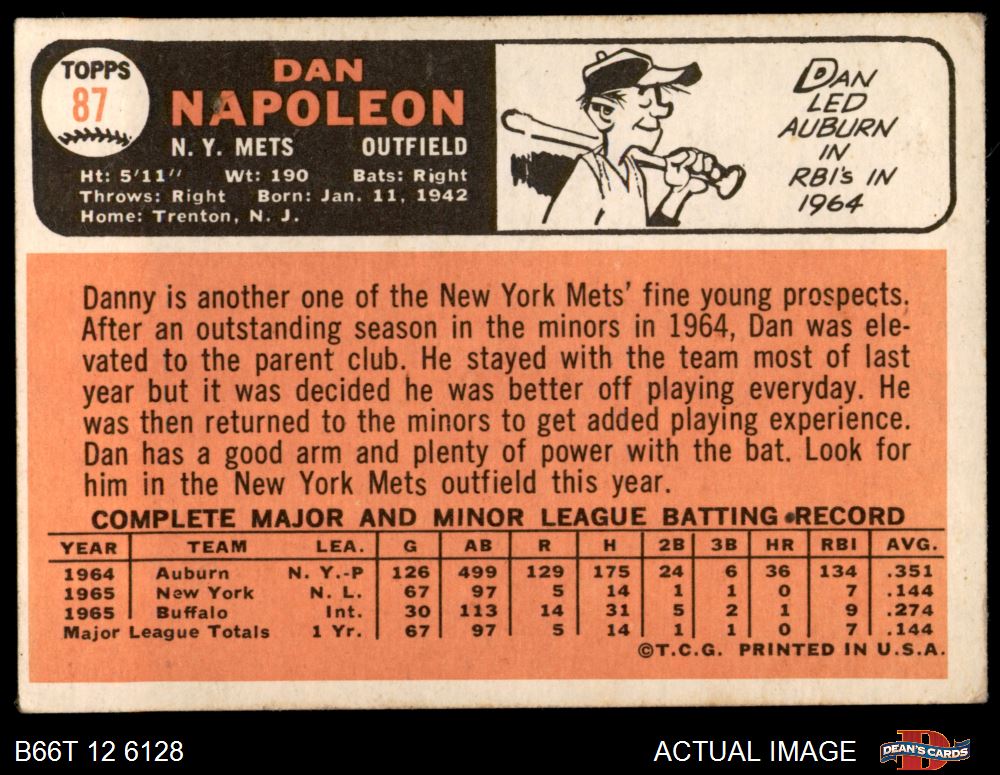 TOPPS
87
DAN
NAPOLEON
N. Y. METS OUTFIELD
Ht: 5'11" Wt: 190 Bats: Right
Throws: Right Born: Jan. 11, 1942
Home: Trenton, N. J.
DAN
LED
AUBURN
IN
RBI's IN
1964
Danny is another one of the New York Mets' fine young prospects.
After an outstanding season in the minors in 1964, Dan was ele-
vated to the parent club. He stayed with the team most of last
year but it was decided he was better off playing everyday. He
was then returned to the minors to get added playing experience.
Dan has a good arm and plenty of power with the bat. Look for
him in the New York Mets outfield this year.
COMPLETE MAJOR AND MINOR LEAGUE BATTING RECORD
YEAR TEAM LEA. G AB R H 2B 3B HR RBI AVG.
1964 Auburn N. Y.-P 126 499 129 175 24 6 36 134 .351
1965 New York N. L. 67 97 5 14 1 1 0 7 .144
1965 Buffalo Int. 30 113 14 31 5 2 1 9 .274
Major League Totals 1 Yr. 67 97 5 14 1 1 0 7 .144
©T.C.G. PRINTED IN U.S.A.
B66T 12 6128 ACTUAL IMAGE DEAN'S CARDS